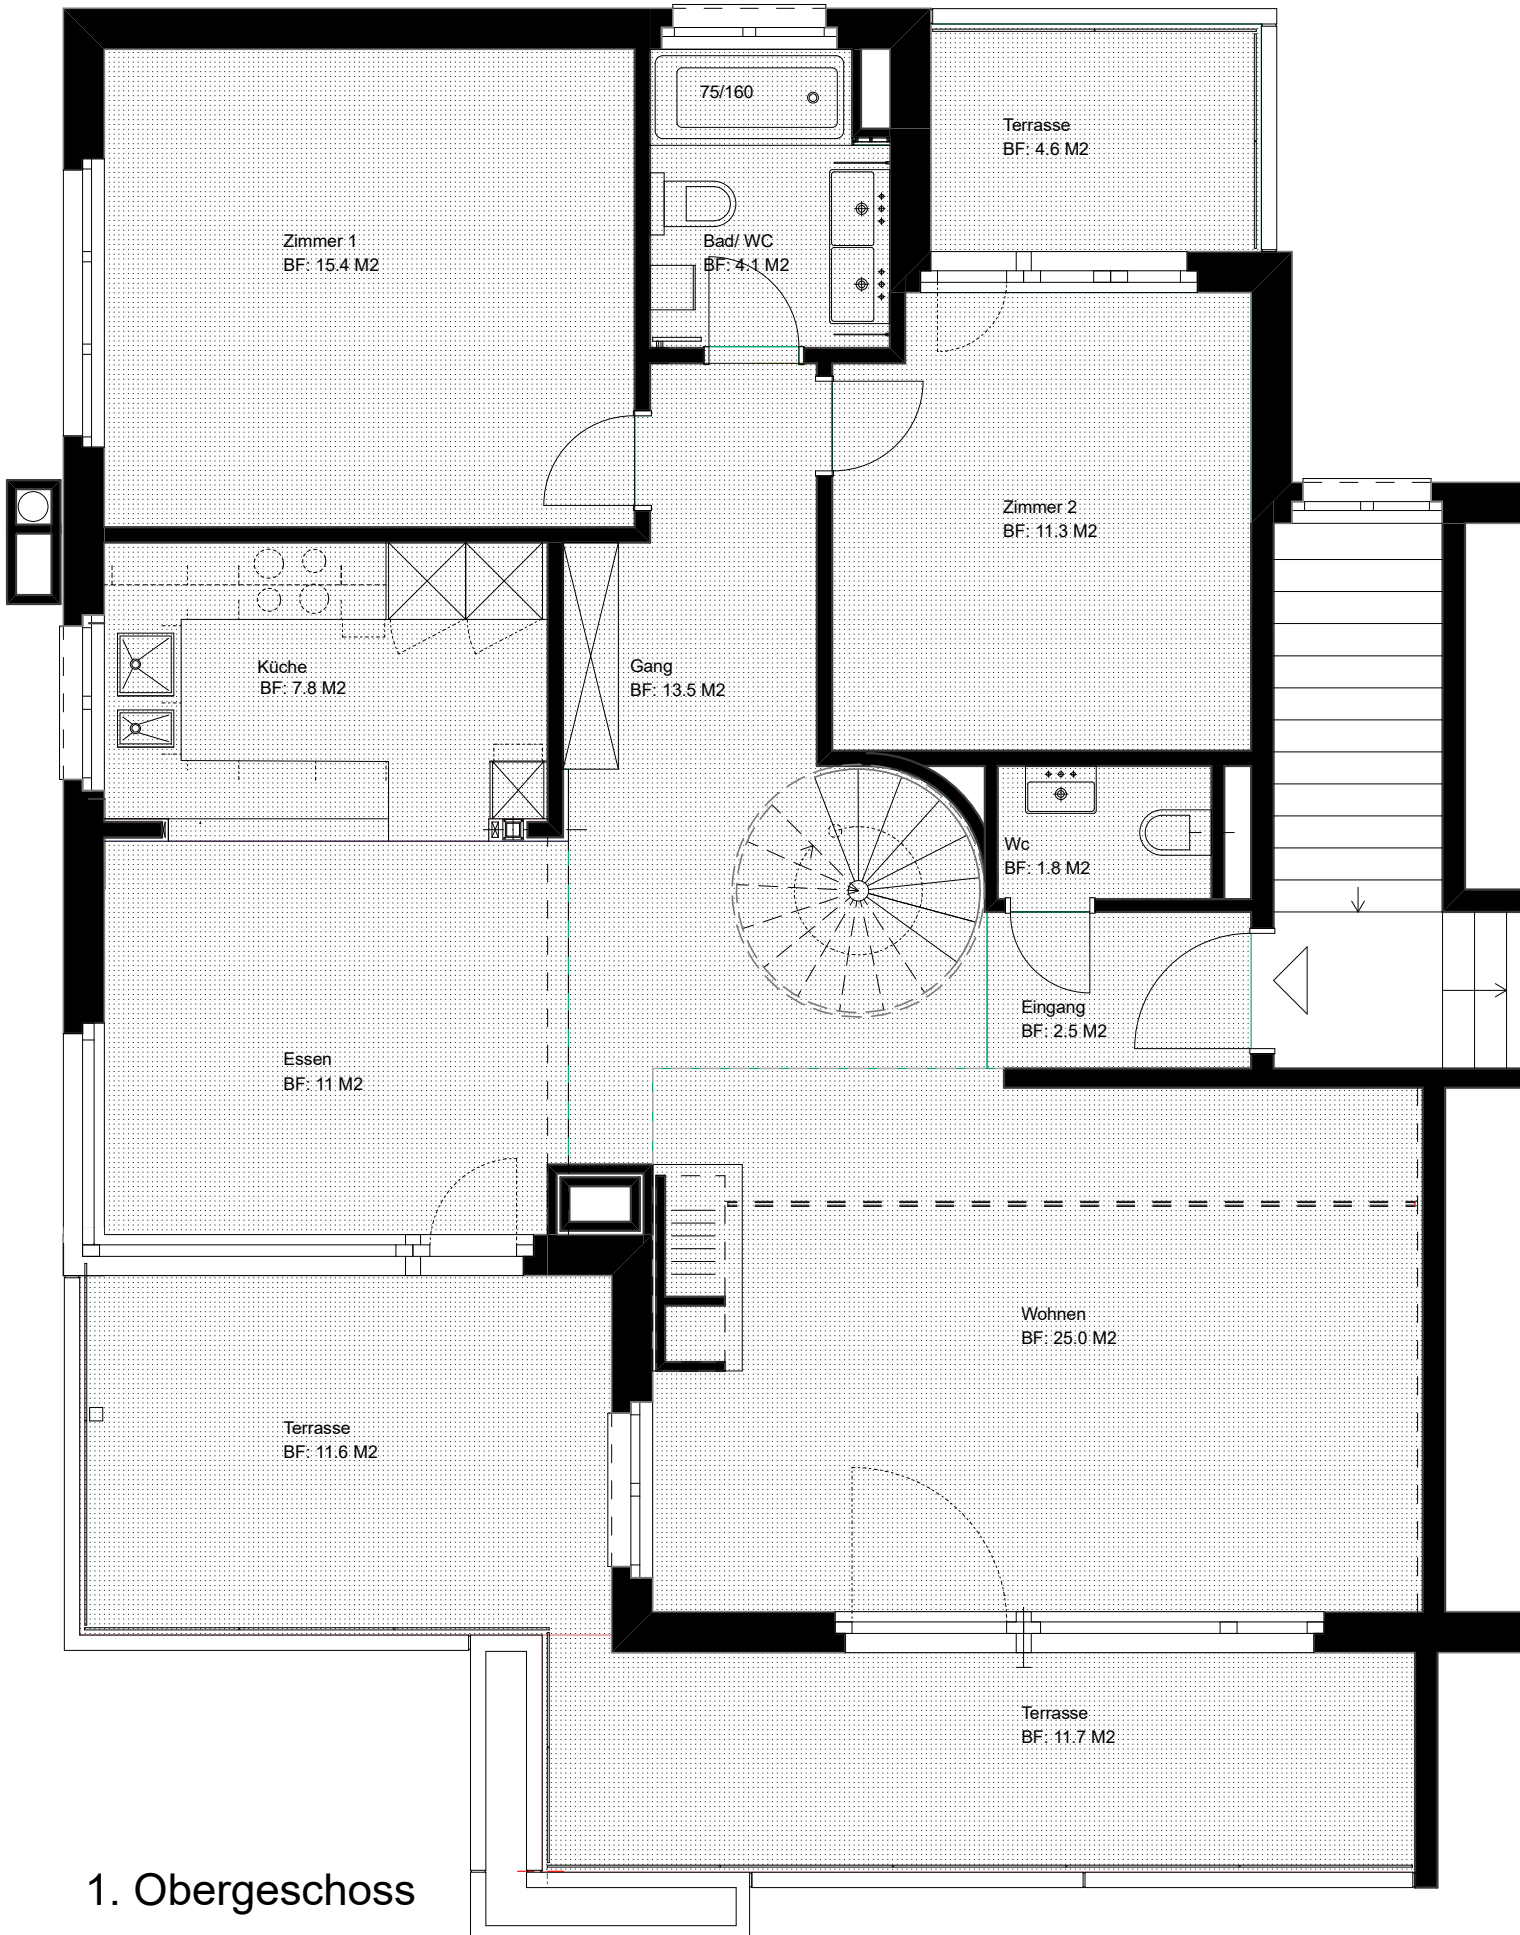 75/160
Terrasse
BF: 4.6 M2
Zimmer 1
BF: 15.4 M2
Bad/ WC
BF: 4.1 M2
Zimmer 2
BF: 11.3 M2
Küche
BF: 7.8 M2
Gang
BF: 13.5 M2
Wc
BF: 1.8 M2
Eingang
BF: 2.5 M2
Essen
BF: 11 M2
Wohnen
BF: 25.0 M2
Terrasse
BF: 11.6 M2
Terrasse
BF: 11.7 M2
1. Obergeschoss